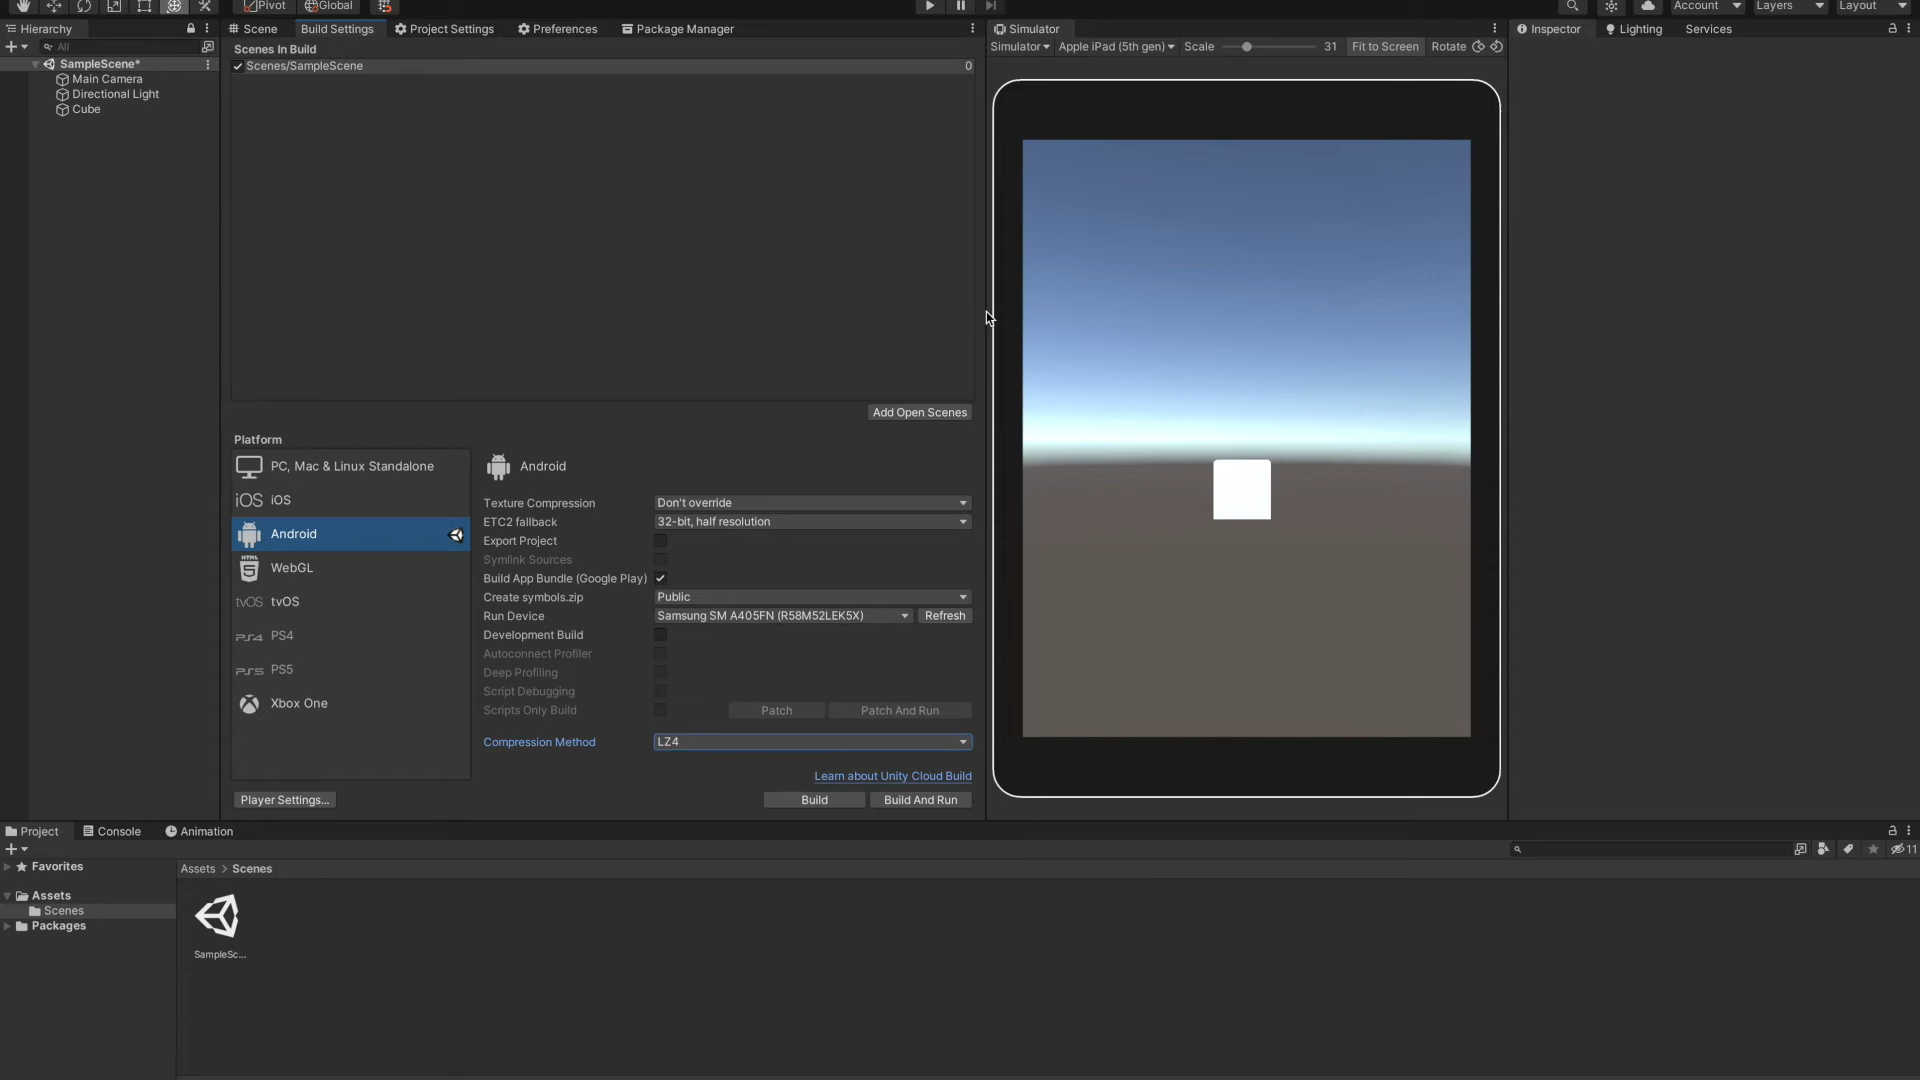 Pivot
Global
Account
Layers
Layout
Hierarchy
All
SampleScene*
Main Camera
Directional Light
Cube
Scene
Build Settings
Project Settings
Preferences
Package Manager
Scenes In Build
Scenes/SampleScene
0
Add Open Scenes
Platform
PC, Mac & Linux Standalone
iOS iOS
Android
HTML
5
WebGL
tvOS tvOS
PS4 PS4
PS5 PS5
Xbox One
Player Settings...
Android
Texture Compression Don't override
ETC2 fallback 32-bit, half resolution
Export Project
Symlink Sources
Build App Bundle (Google Play)
Create symbols.zip Public
Run Device Samsung SM A405FN (R58M52LEK5X) Refresh
Development Build
Autoconnect Profiler
Deep Profiling
Script Debugging
Scripts Only Build Patch Patch And Run
Compression Method LZ4
Learn about Unity Cloud Build
Build Build And Run
Simulator
Simulator Apple iPad (5th gen) Scale 31 Fit to Screen Rotate
Inspector
Lighting
Services
Project
Console
Animation
11
Favorites
Assets
Scenes
Packages
Assets > Scenes
SampleSc...